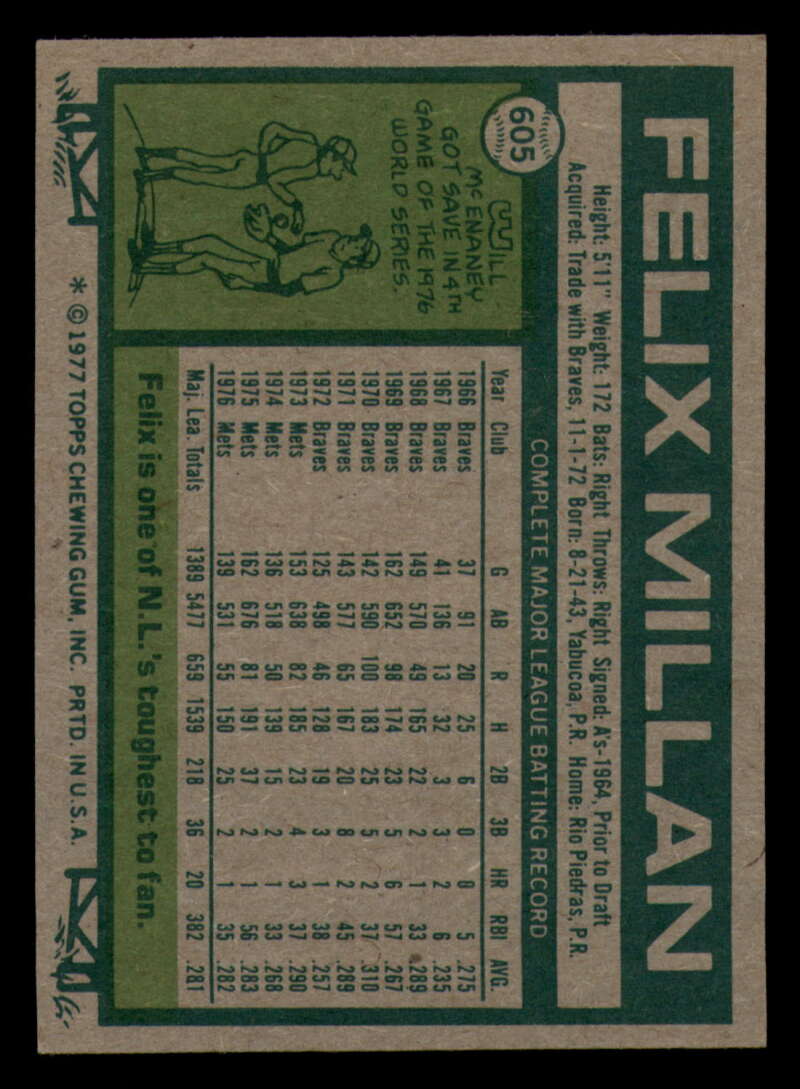 FELIX MILLAN
605
Height: 5'11" Weight: 172 Bats: Right Throws: Right Signed: A's-1964, Prior to Draft
Acquired: Trade with Braves, 11-1-72 Born: 8-21-43, Yabucoa, P.R. Home: Rio Piedras, P.R.
WILL
McENANEY
GOT SAVE IN 4TH
GAME OF THE 1976
WORLD SERIES.
COMPLETE MAJOR LEAGUE BATTING RECORD
Year Club G AB R H 2B 3B HR RBI AVG.
1966 Braves 37 91 20 25 6 0 0 5 .275
1967 Braves 41 136 13 32 3 3 2 6 .235
1968 Braves 149 570 49 165 22 2 1 33 .289
1969 Braves 162 652 98 174 23 5 6 57 .267
1970 Braves 142 590 100 183 25 5 2 37 .310
1971 Braves 143 577 65 167 20 8 2 45 .289
1972 Braves 125 498 46 128 19 3 1 38 .257
1973 Mets 153 638 82 185 23 4 3 37 .290
1974 Mets 136 518 50 139 15 2 1 33 .268
1975 Mets 162 676 81 191 37 2 1 56 .283
1976 Mets 139 531 55 150 25 2 1 35 .282
Maj. Lea. Totals 1389 5477 659 1539 218 36 20 382 .281
Felix is one of N.L.'s toughest to fan.
* © 1977 TOPPS CHEWING GUM, INC. PRTD. IN U.S.A.